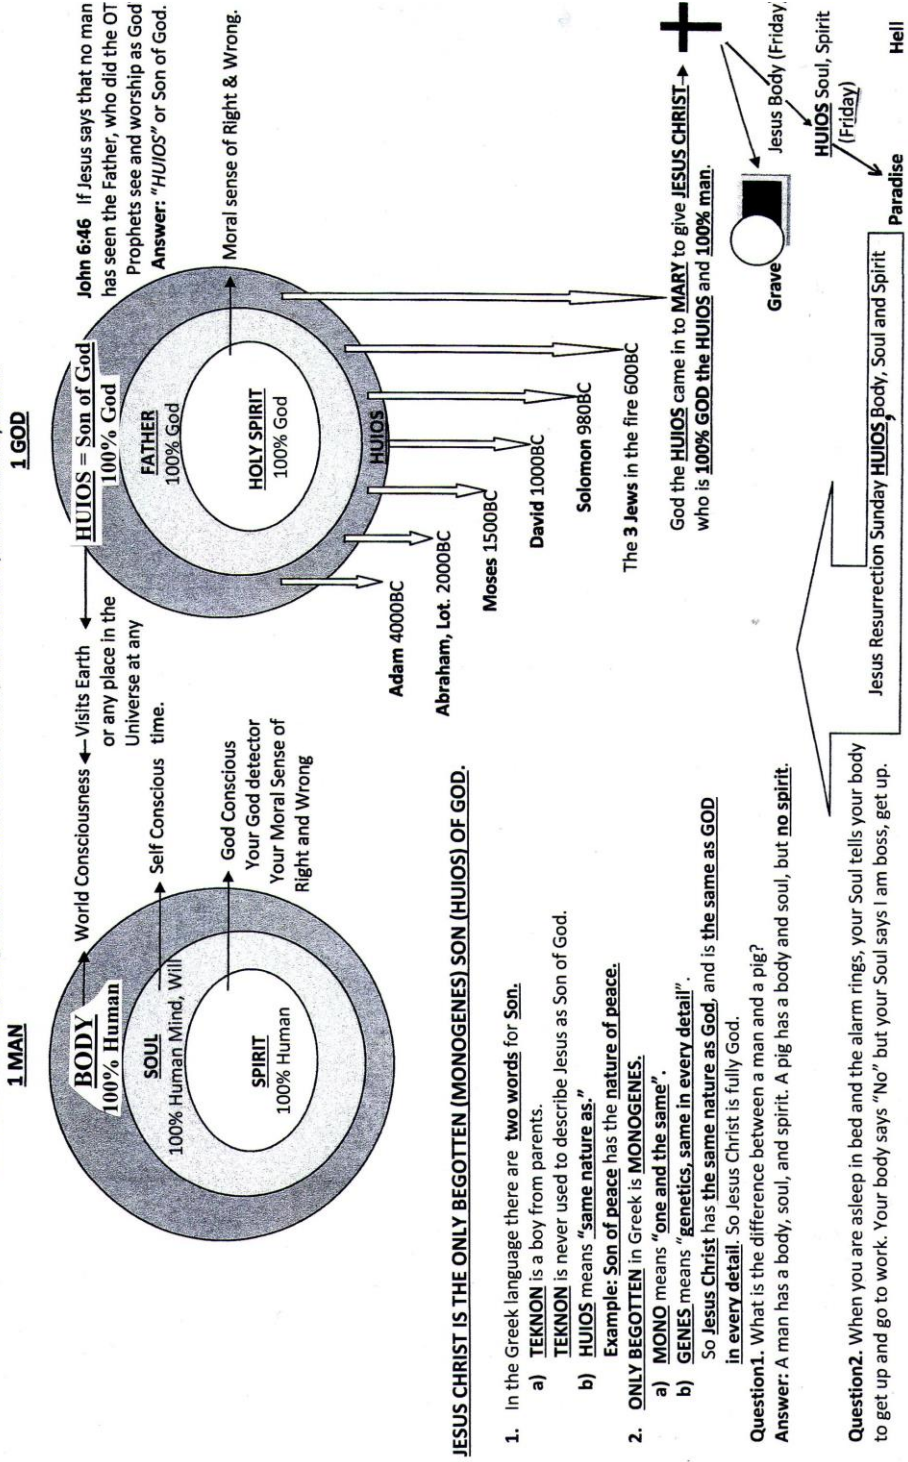 1 MAN
BODY
100% Human
SOUL
100% Human Mind, Will
SPIRIT
100% Human
World Consciousness
Self Conscious
God Conscious
Your God detector
Your Moral Sense of
Right and Wrong
Visits Earth
or any place in the
Universe at any
time.
1 GOD
HUIOS = Son of God
100% God
FATHER
100% God
HOLY SPIRIT
100% God
HUIOS
John 6:46 If Jesus says that no man
has seen the Father, who did the OT
Prophets see and worship as God
Answer: "HUIOS" or Son of God.
Moral sense of Right & Wrong.
Adam 4000BC
Abraham, Lot. 2000BC
Moses 1500BC
David 1000BC
Solomon 980BC
The 3 Jews in the fire 600BC
God the HUIOS came in to MARY to give JESUS CHRIST
who is 100% GOD the HUIOS and 100% man.
Grave
Jesus Body (Friday
HUIOS Soul, Spirit
(Friday)
Paradise
Hell
Jesus Resurrection Sunday HUIOS, Body, Soul and Spirit
JESUS CHRIST IS THE ONLY BEGOTTEN (MONOGENES) SON (HUIOS) OF GOD.
1. In the Greek language there are two words for Son.
a) TEKNON is a boy from parents.
TEKNON is never used to describe Jesus as Son of God.
b) HUIOS means "same nature as."
Example: Son of peace has the nature of peace.
2. ONLY BEGOTTEN in Greek is MONOGENES.
a) MONO means "one and the same".
b) GENES means "genetics, same in every detail".
So Jesus Christ has the same nature as God, and is the same as GOD
in every detail. So Jesus Christ is fully God.
Question1. What is the difference between a man and a pig?
Answer: A man has a body, soul, and spirit. A pig has a body and soul, but no spirit.
Question2. When you are asleep in bed and the alarm rings, your Soul tells your body
to get up and go to work. Your body says "No" but your Soul says I am boss, get up.